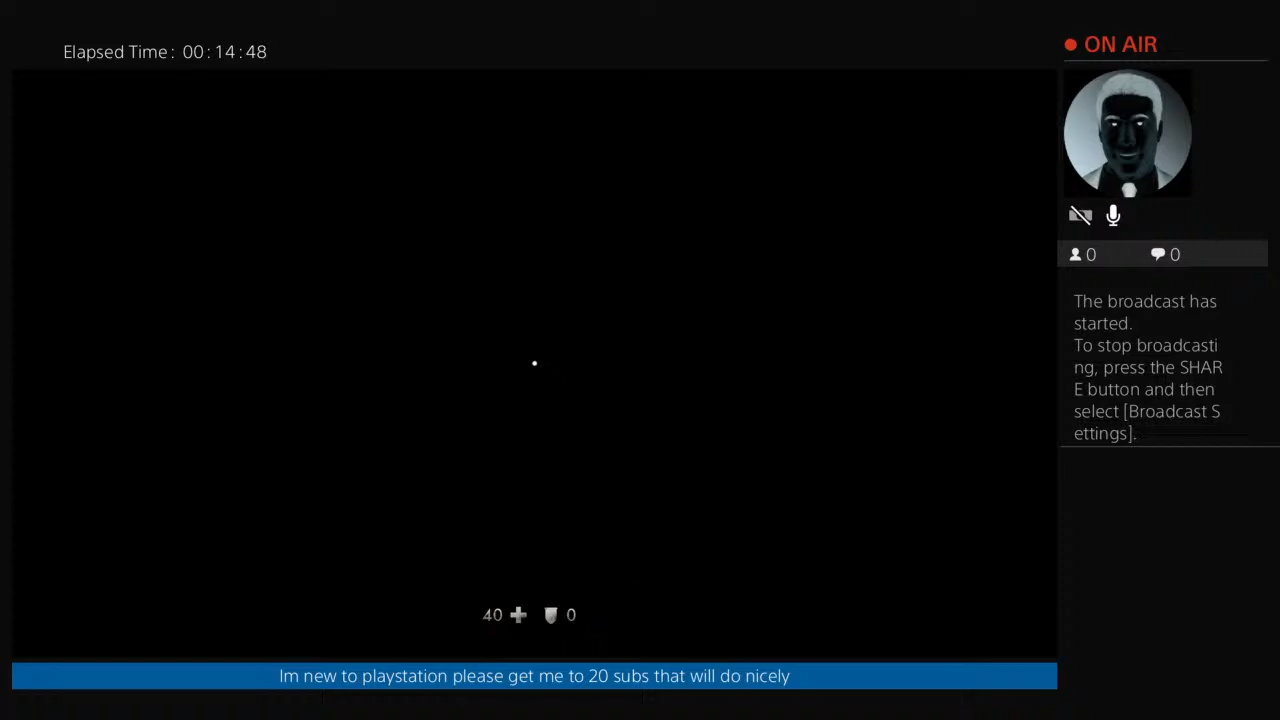 Elapsed Time: 00:14:48
ON AIR
0 0
The broadcast has
started.
To stop broadcasti
ng, press the SHAR
E button and then
select [Broadcast S
ettings].
40 0
Im new to playstation please get me to 20 subs that will do nicely